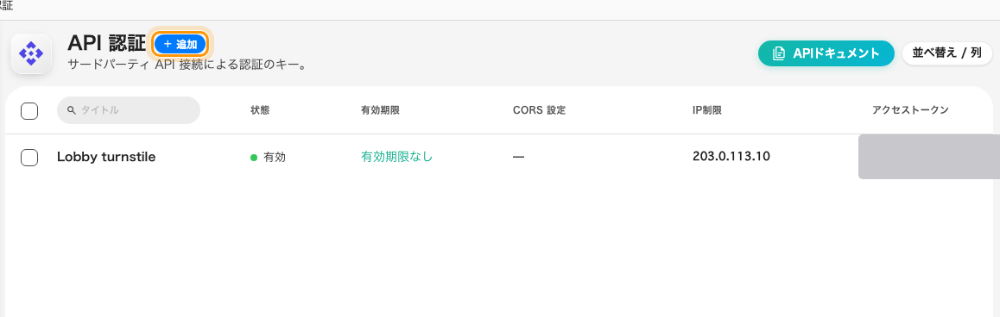 認証
API 認証
+ 追加
サードパーティ API 接続による認証のキー。
APIドキュメント
並べ替え / 列
タイトル
状態
有効期限
CORS 設定
IP制限
アクセストークン
Lobby turnstile
有効
有効期限なし
—
203.0.113.10